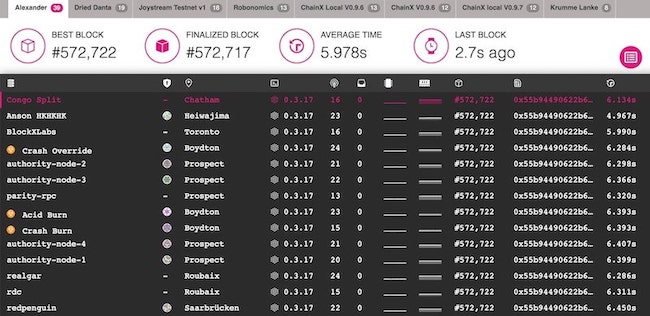 Alexander 39 Dried Danta 19 Joystream Testnet v1 18 Robonomics 13 ChainX Local V0.9.6 13 ChainX V0.9.6 12 ChainX Local v0.9.7 12 Krumme Lanke 8
BEST BLOCK FINALIZED BLOCK AVERAGE TIME LAST BLOCK
#572,722 #572,717 5.978s 2.7s ago
Congo Split – Chatham 0.3.17 16 0 #572,722 0x55b94490622b6… 6.134s
Anson HKHKHK Heiwajima 0.3.17 23 0 #572,722 0x55b94490622b6… 4.967s
BlockXLabs – Toronto 0.3.17 16 0 #572,722 0x55b94490622b6… 5.990s
Crash Override Boydton 0.3.17 24 0 #572,722 0x55b94490622b6… 6.284s
authority-node-2 Prospect 0.3.17 21 0 #572,722 0x55b94490622b6… 6.298s
authority-node-3 Prospect 0.3.17 22 0 #572,722 0x55b94490622b6… 6.366s
parity-rpc – Prospect 0.3.17 13 0 #572,722 0x55b94490622b6… 6.320s
Acid Burn Boydton 0.3.17 23 0 #572,722 0x55b94490622b6… 6.393s
Crash Burn Boydton 0.3.17 15 0 #572,722 0x55b94490622b6… 6.393s
authority-node-4 Prospect 0.3.17 21 0 #572,722 0x55b94490622b6… 6.407s
authority-node-1 Prospect 0.3.17 20 0 #572,722 0x55b94490622b6… 6.399s
realgar – Roubaix 0.3.17 24 0 #572,722 0x55b94490622b6… 6.286s
rdc – Roubaix 0.3.17 15 0 #572,722 0x55b94490622b6… 6.311s
redpenguin Saarbrücken 0.3.17 22 0 #572,722 0x55b94490622b6… 6.450s